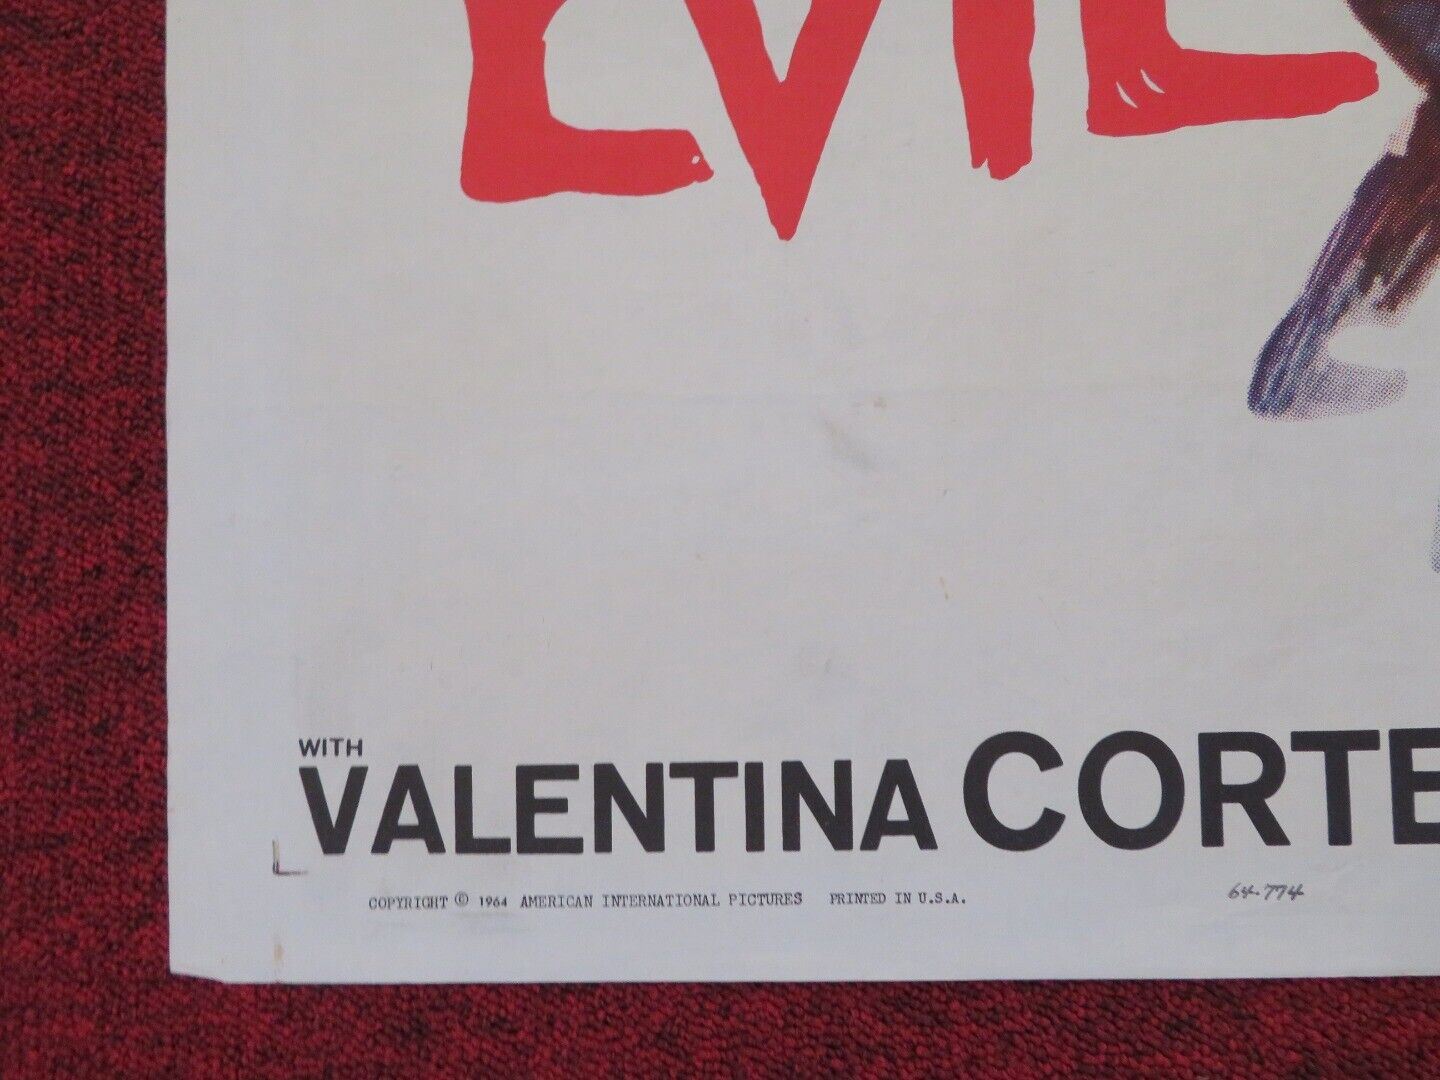 EVIL
WITH
VALENTINA CORTE
COPYRIGHT © 1964 AMERICAN INTERNATIONAL PICTURES PRINTED IN U.S.A. 64-774